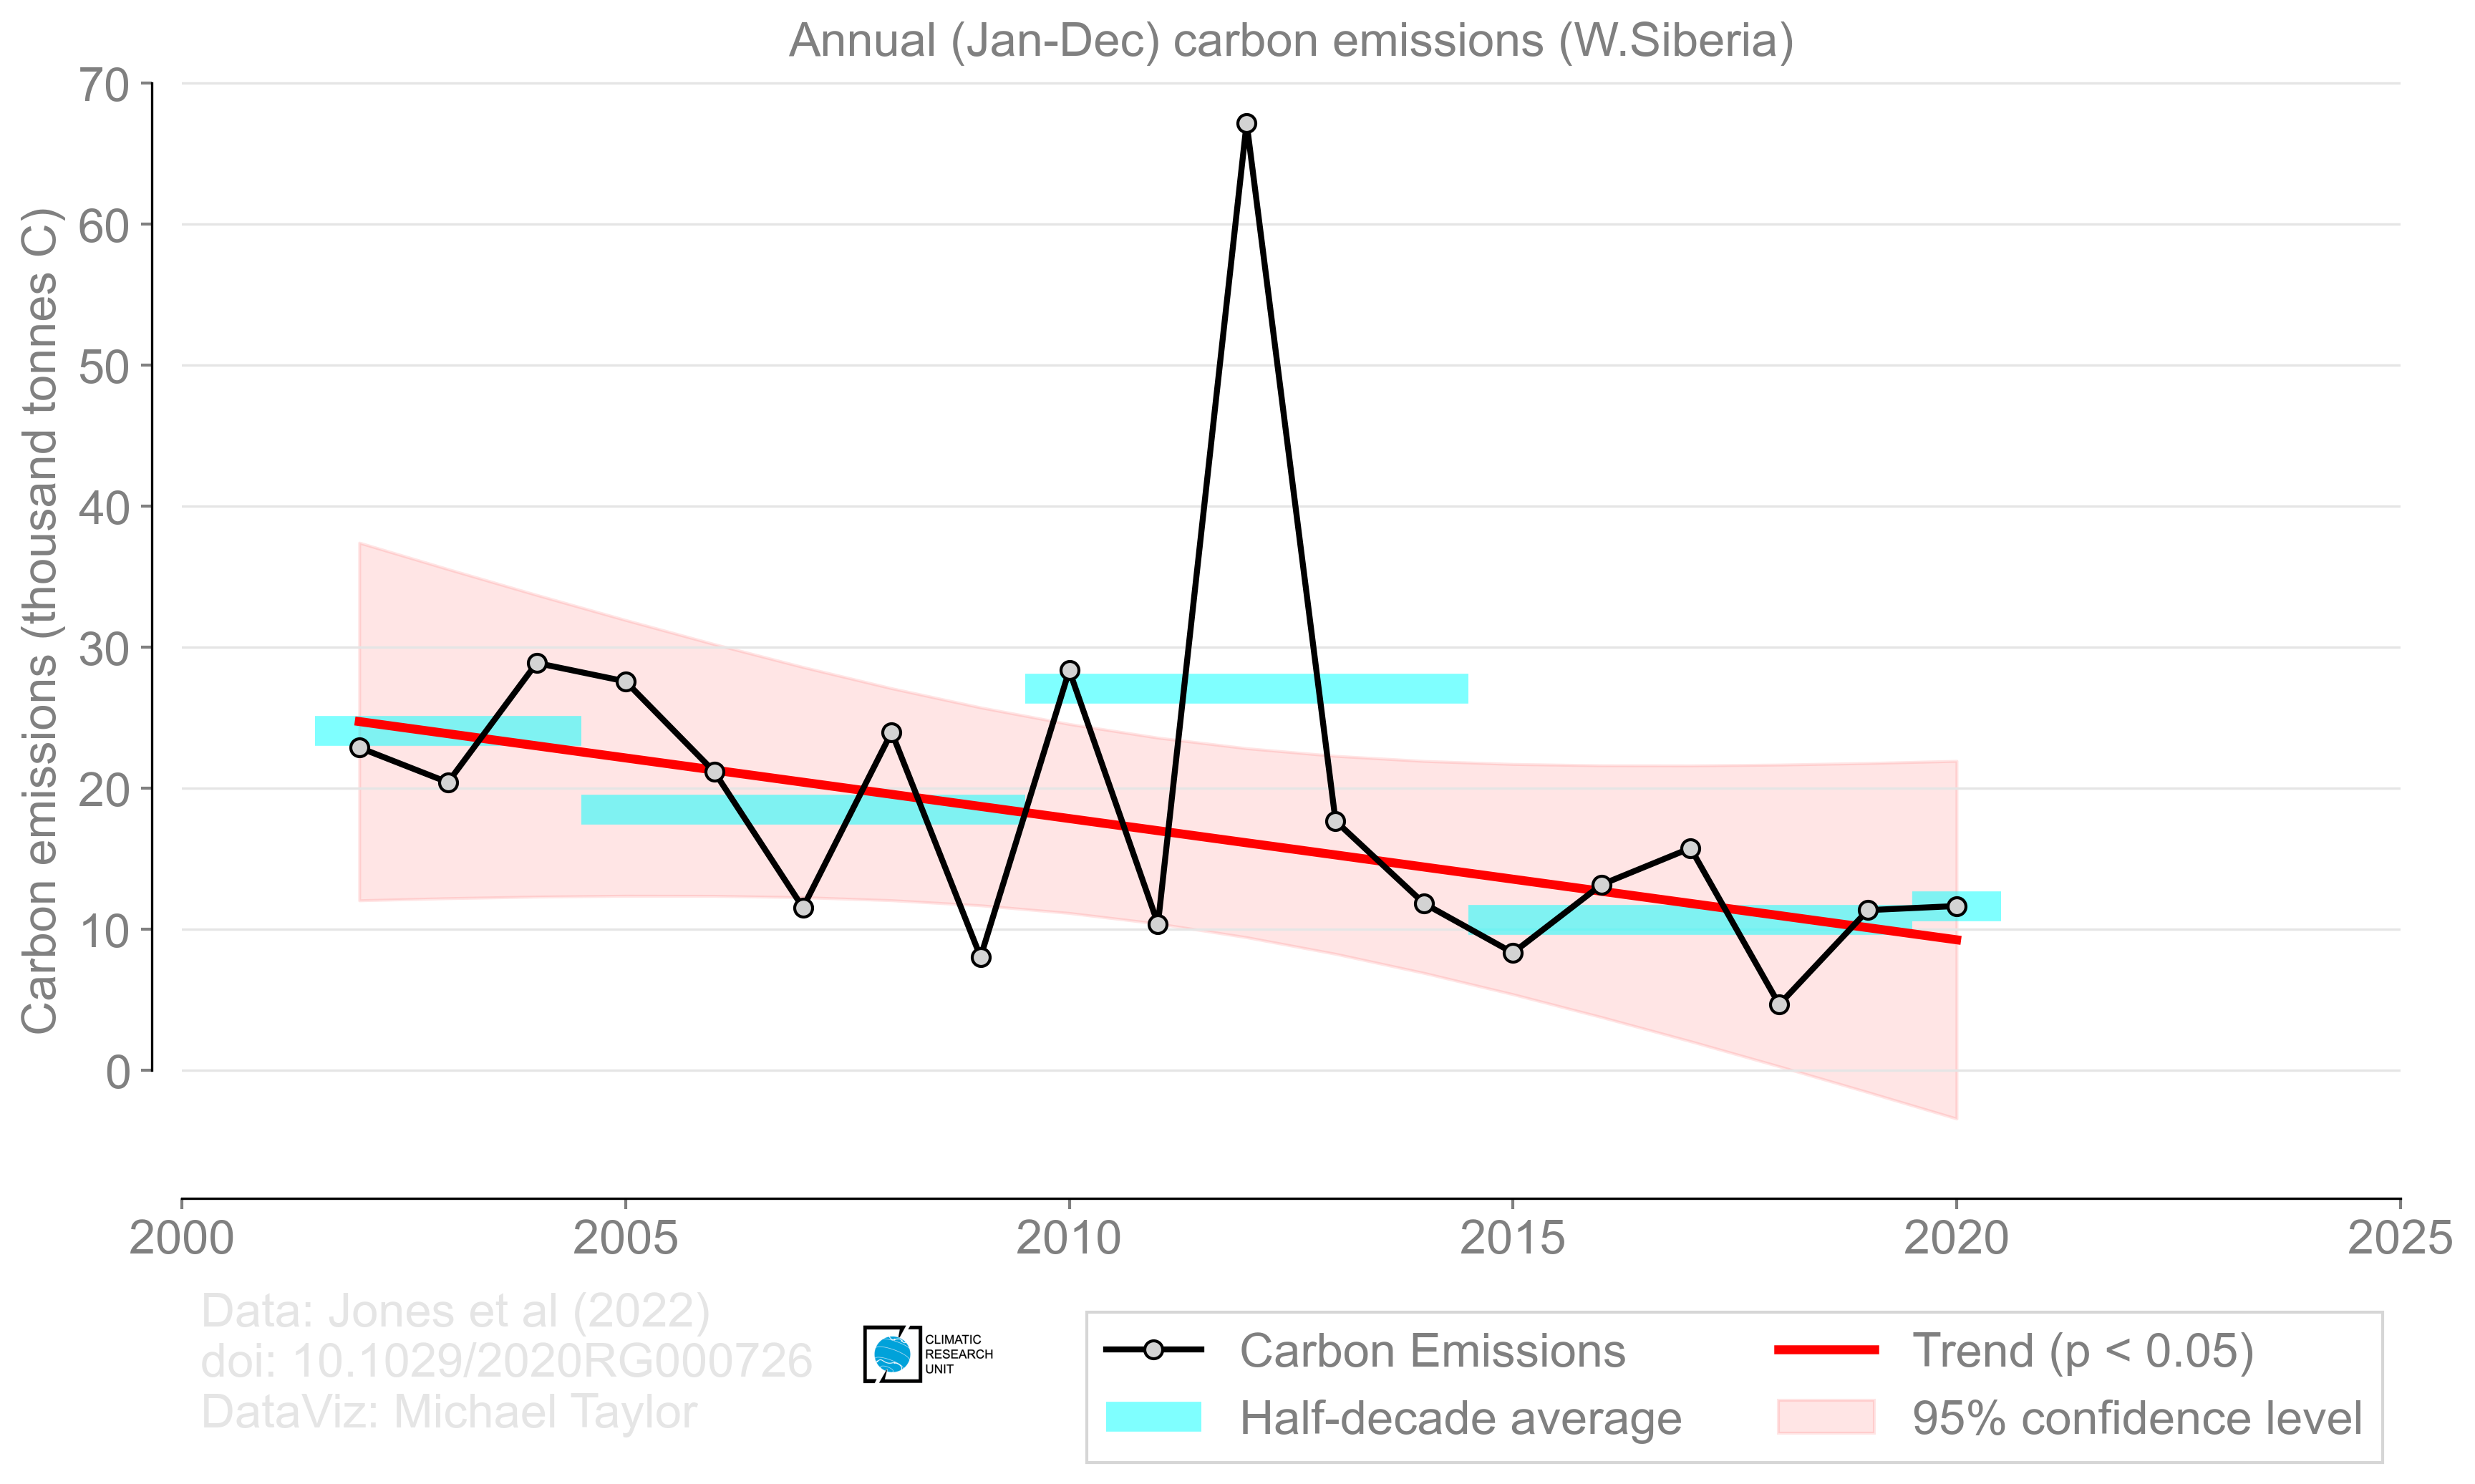 Annual (Jan-Dec) carbon emissions (W.Siberia)
Carbon emissions (thousand tonnes C)
70
60
50
40
30
20
10
0
2000 2005 2010 2015 2020 2025
Data: Jones et al (2022)
doi: 10.1029/2020RG000726
DataViz: Michael Taylor
CLIMATIC
RESEARCH
UNIT
Carbon Emissions
Half-decade average
Trend (p < 0.05)
95% confidence level